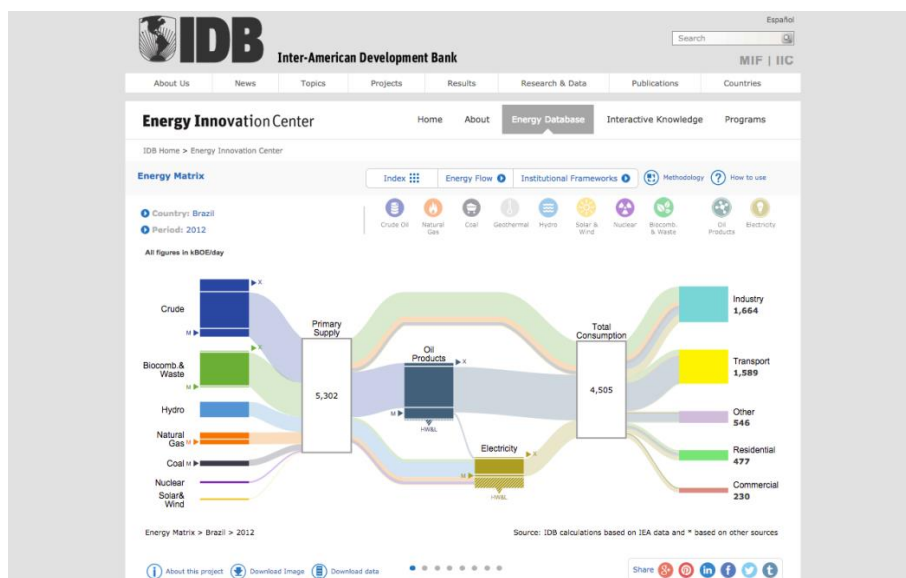 Español
IDB
Inter-American Development Bank
Search
MIF | IIC
About Us News Topics Projects Results Research & Data Publications Countries
Energy Innovation Center
Home About Energy Database Interactive Knowledge Programs
IDB Home > Energy Innovation Center
Energy Matrix
Index Energy Flow Institutional Frameworks Methodology ? How to use
Country: Brazil
Period: 2012
Crude Oil
Natural Gas
Coal
Geothermal
Hydro
Solar & Wind
Nuclear
Biocomb. & Waste
Oil Products
Electricity
All figures in kBOE/day
Crude
X
M
Biocomb.&
Waste
X
M
Hydro
Natural
Gas M
Coal M
Nuclear
Solar&
Wind
Primary
Supply
5,302
Oil
Products
X
M
HW&L
Electricity
X
M
HW&L
Total
Consumption
4,505
Industry
1,664
Transport
1,589
Other
546
Residential
477
Commercial
230
Energy Matrix > Brazil > 2012
Source: IDB calculations based on IEA data and * based on other sources
i About this project Download Image Download data
Share